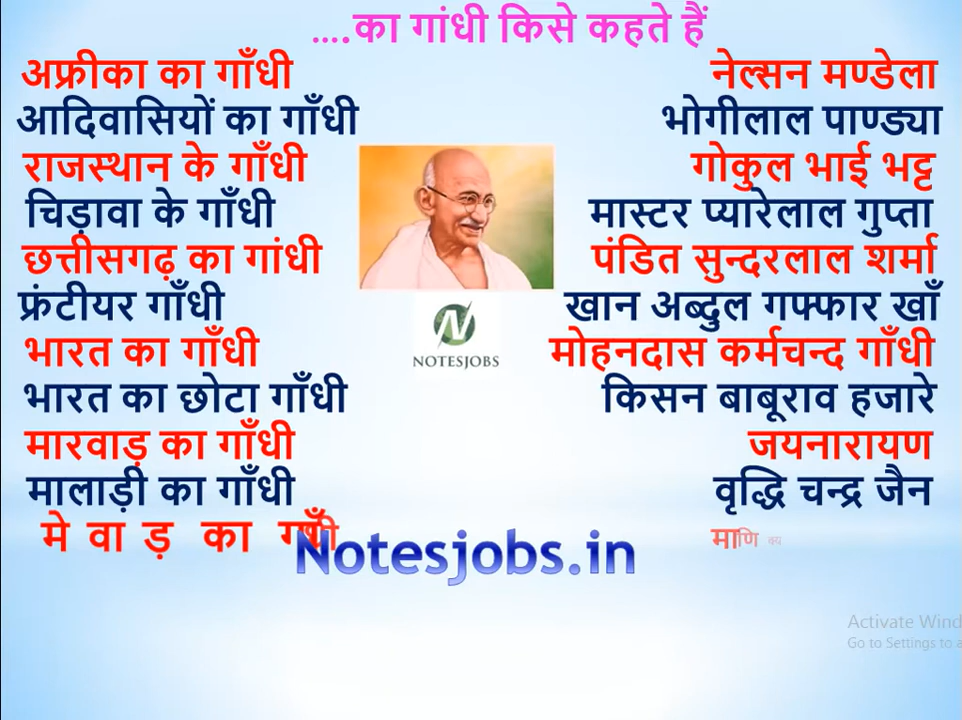 ....का गांधी किसे कहते हैं
अफ्रीका का गाँधी नेल्सन मण्डेला
आदिवासियों का गाँधी भोगीलाल पाण्ड्या
राजस्थान के गाँधी गोकुल भाई भट्ट
चिड़ावा के गाँधी मास्टर प्यारेलाल गुप्ता
छत्तीसगढ़ का गांधी पंडित सुन्दरलाल शर्मा
फ्रंटीयर गाँधी खान अब्दुल गफ्फार खाँ
NOTESJOBS
भारत का गाँधी मोहनदास कर्मचन्द गाँधी
भारत का छोटा गाँधी किसन बाबूराव हजारे
मारवाड़ का गाँधी जयनारायण
मालाड़ी का गाँधी वृद्धि चन्द्र जैन
मेवाड़ का गाँधी माणिक्य
Notesjobs.in
Activate Wind
Go to Settings to a